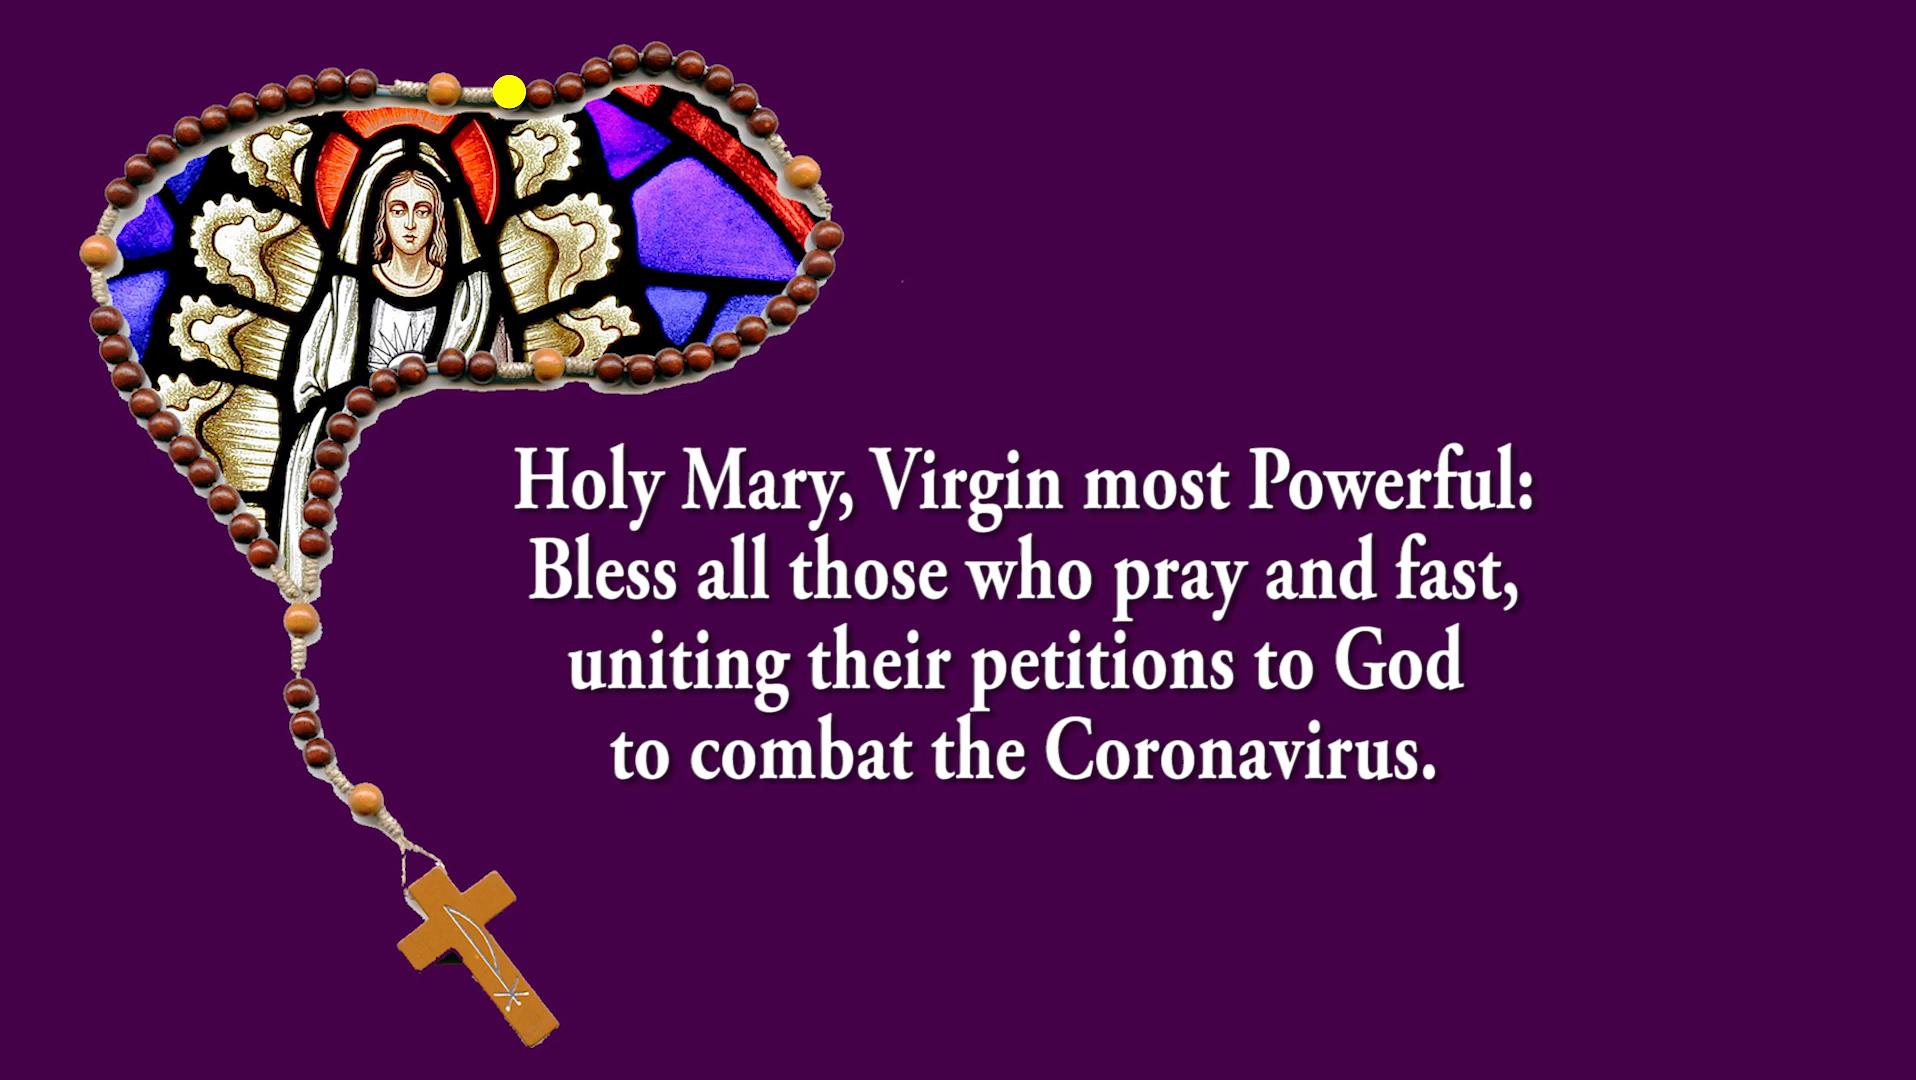 Holy Mary, Virgin most Powerful:
Bless all those who pray and fast,
uniting their petitions to God
to combat the Coronavirus.